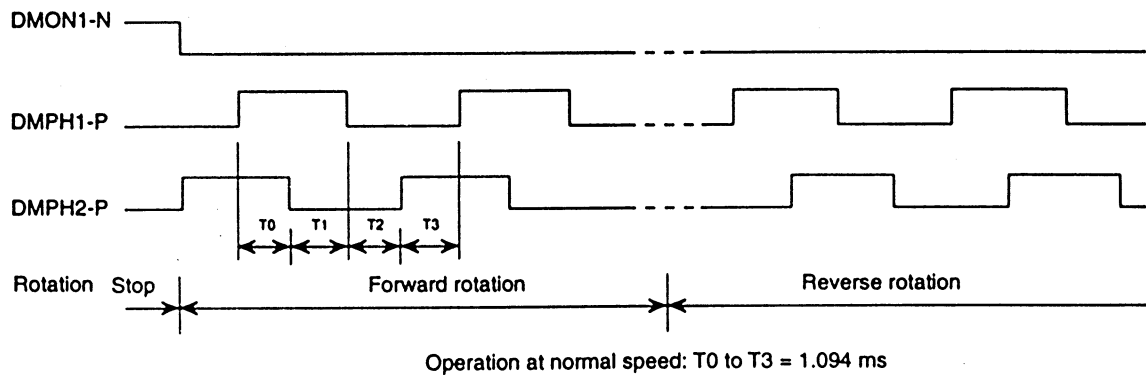 DMON1-N
DMPH1-P
DMPH2-P
T0 T1 T2 T3
Rotation Stop Forward rotation Reverse rotation
Operation at normal speed: T0 to T3 = 1.094 ms